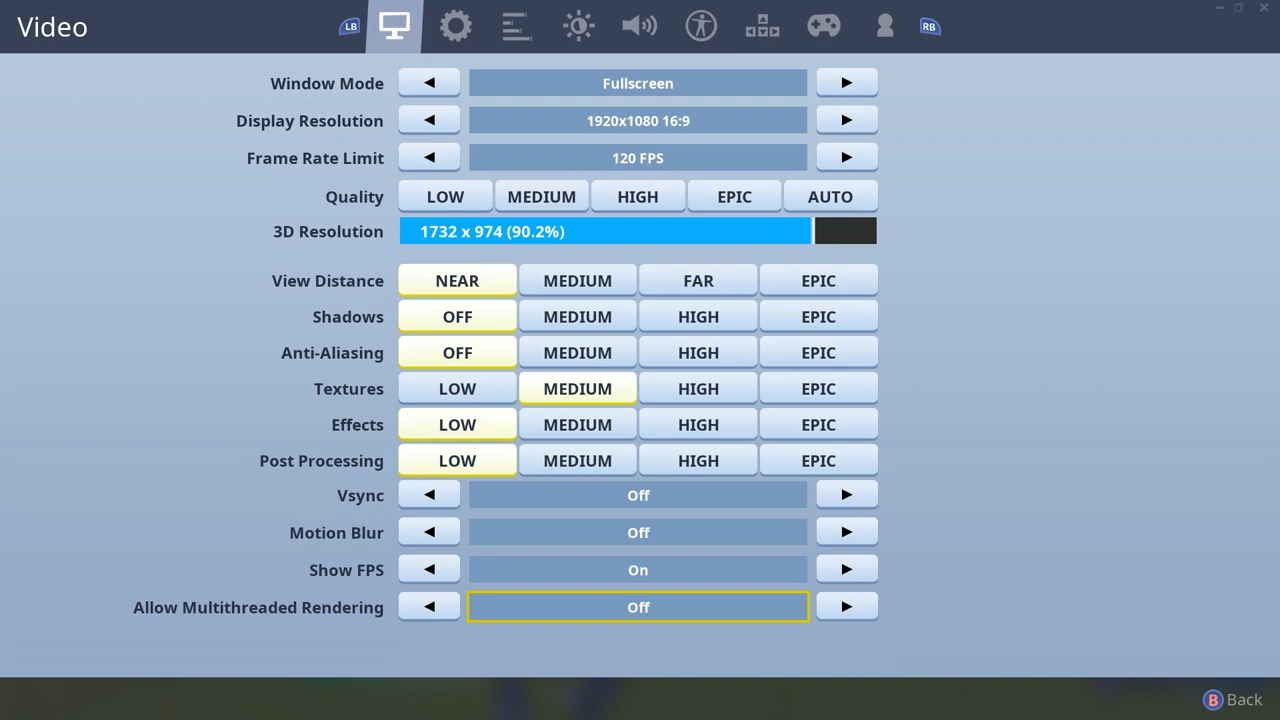 Video LB RB
Window Mode Fullscreen
Display Resolution 1920x1080 16:9
Frame Rate Limit 120 FPS
Quality LOW MEDIUM HIGH EPIC AUTO
3D Resolution 1732 x 974 (90.2%)
View Distance NEAR MEDIUM FAR EPIC
Shadows OFF MEDIUM HIGH EPIC
Anti-Aliasing OFF MEDIUM HIGH EPIC
Textures LOW MEDIUM HIGH EPIC
Effects LOW MEDIUM HIGH EPIC
Post Processing LOW MEDIUM HIGH EPIC
Vsync Off
Motion Blur Off
Show FPS On
Allow Multithreaded Rendering Off
B Back